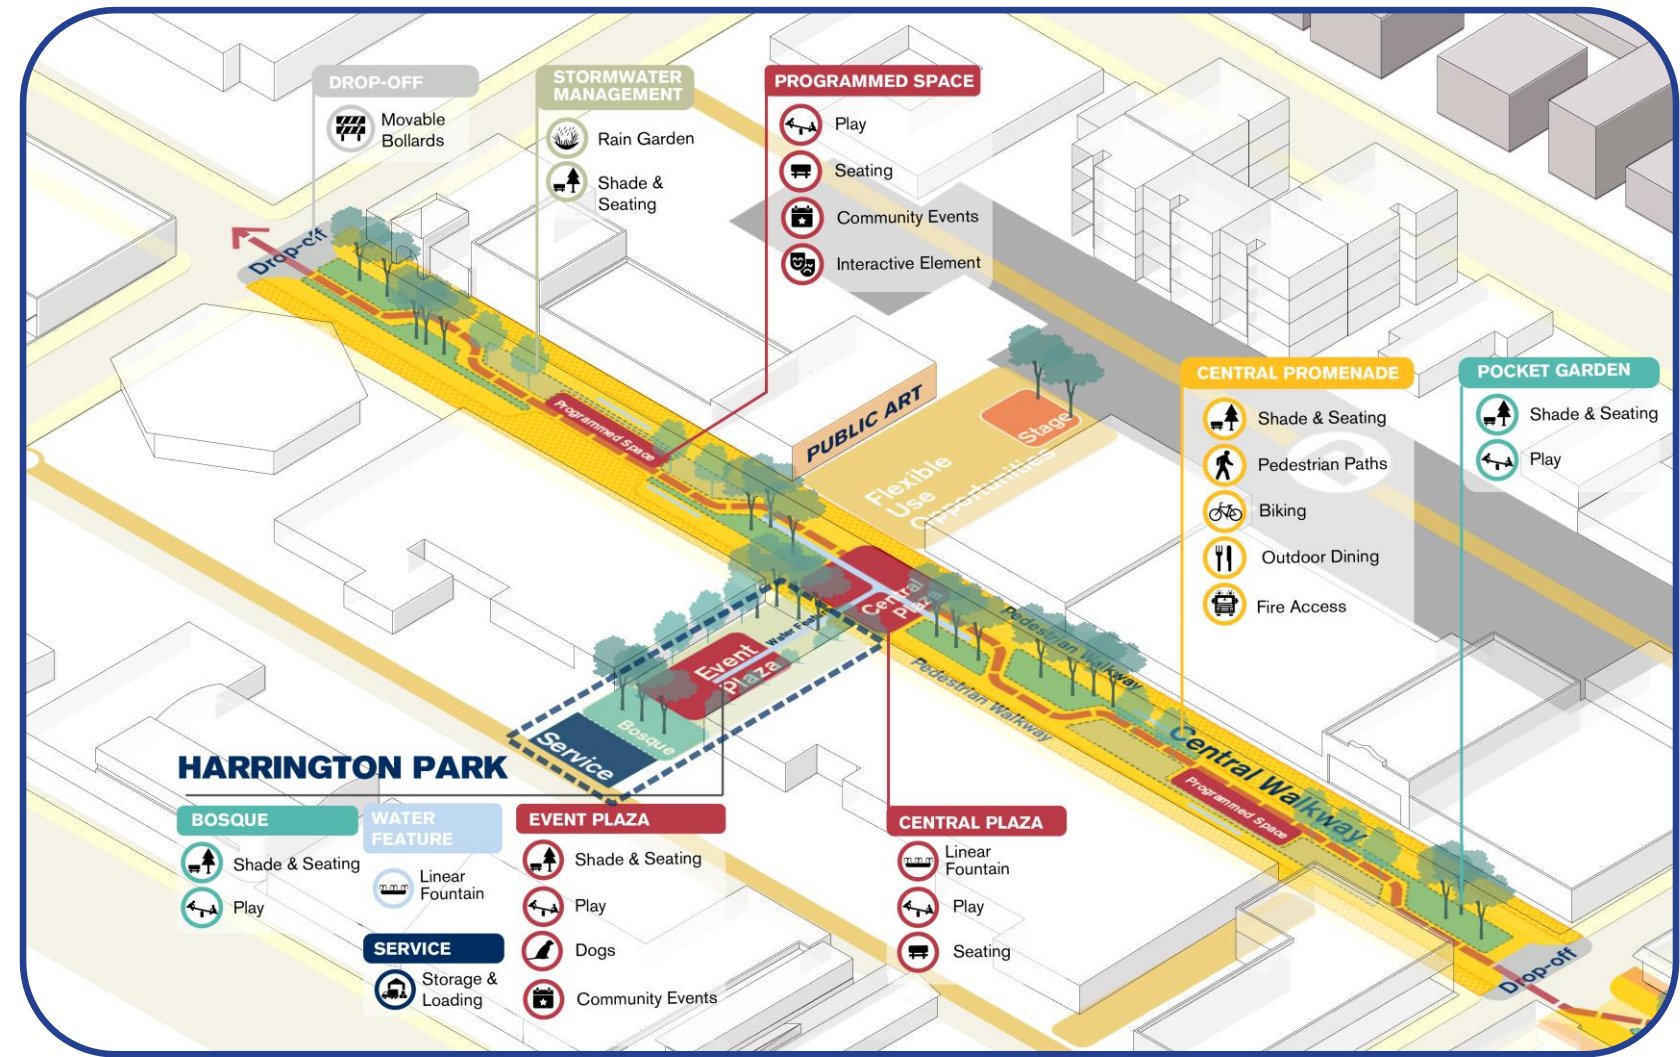 DROP-OFF
Movable
Bollards
STORMWATER
MANAGEMENT
Rain Garden
Shade &
Seating
PROGRAMMED SPACE
Play
Seating
Community Events
Interactive Element
CENTRAL PROMENADE
Shade & Seating
Pedestrian Paths
Biking
Outdoor Dining
Fire Access
POCKET GARDEN
Shade & Seating
Play
Drop-off
Programmed Space
PUBLIC ART
Stage
Flexible
Use
Opportunities
Central
Plaza
Water Feature
Event
Plaza
Bosque
Service
Pedestrian Walkway
Pedestrian Walkway
Central Walkway
Programmed Space
Drop-off
HARRINGTON PARK
BOSQUE
Shade & Seating
Play
WATER
FEATURE
Linear
Fountain
SERVICE
Storage &
Loading
EVENT PLAZA
Shade & Seating
Play
Dogs
Community Events
CENTRAL PLAZA
Linear
Fountain
Play
Seating